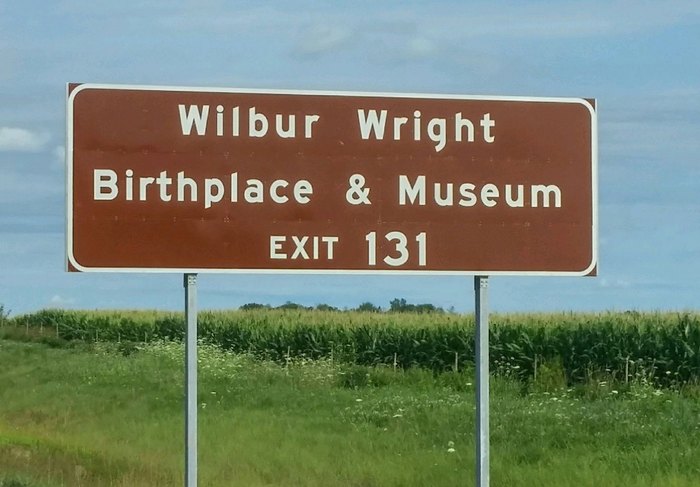 Wilbur Wright
Birthplace & Museum
EXIT 131